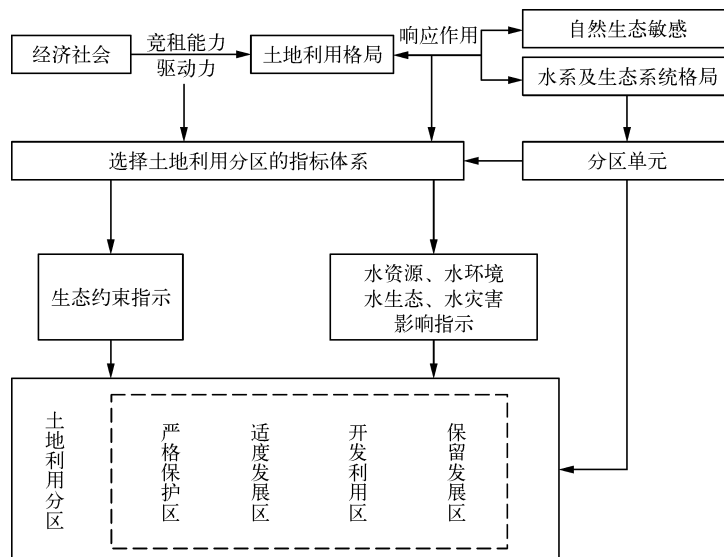 自然生态敏感
经济社会
竞租能力
驱动力
土地利用格局
响应作用
水系及生态系统格局
选择土地利用分区的指标体系
分区单元
生态约束指示
水资源、水环境
水生态、水灾害
影响指示
土地利用分区
严格保护区
适度发展区
开发利用区
保留发展区